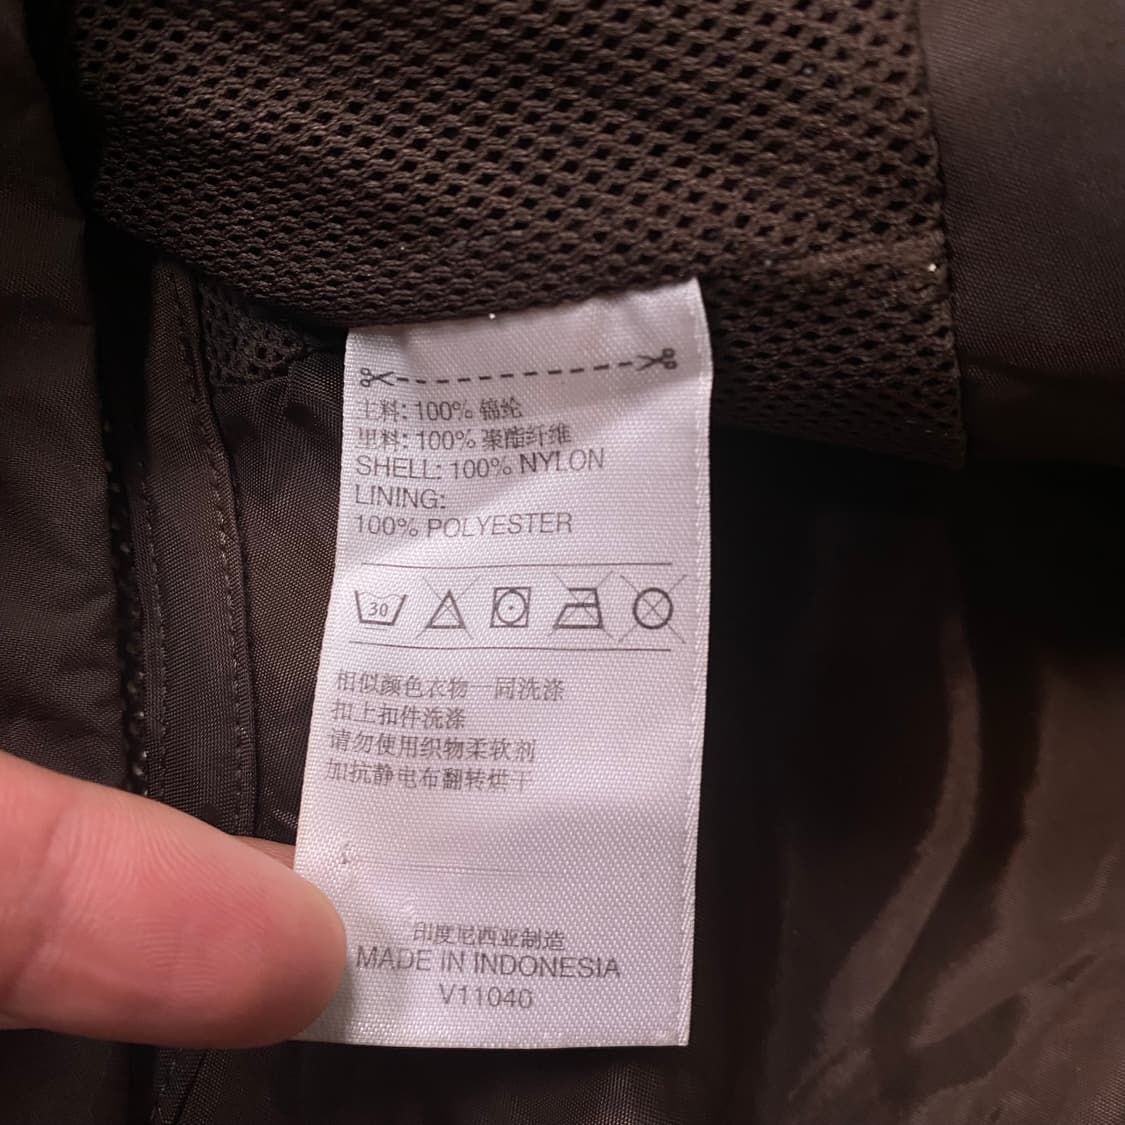 主料: 100% 锦纶
里料: 100% 聚酯纤维
SHELL: 100% NYLON
LINING:
100% POLYESTER
30
相似颜色衣物一同洗涤
扣上扣件洗涤
请勿使用织物柔软剂
加抗静电布翻转烘干
印度尼西亚制造
MADE IN INDONESIA
V11040